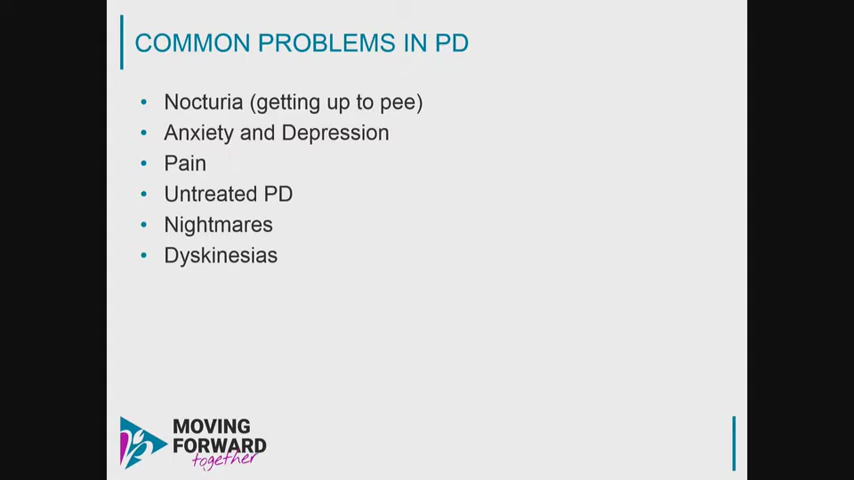 COMMON PROBLEMS IN PD
• Nocturia (getting up to pee)
• Anxiety and Depression
• Pain
• Untreated PD
• Nightmares
• Dyskinesias
MOVING
FORWARD
together